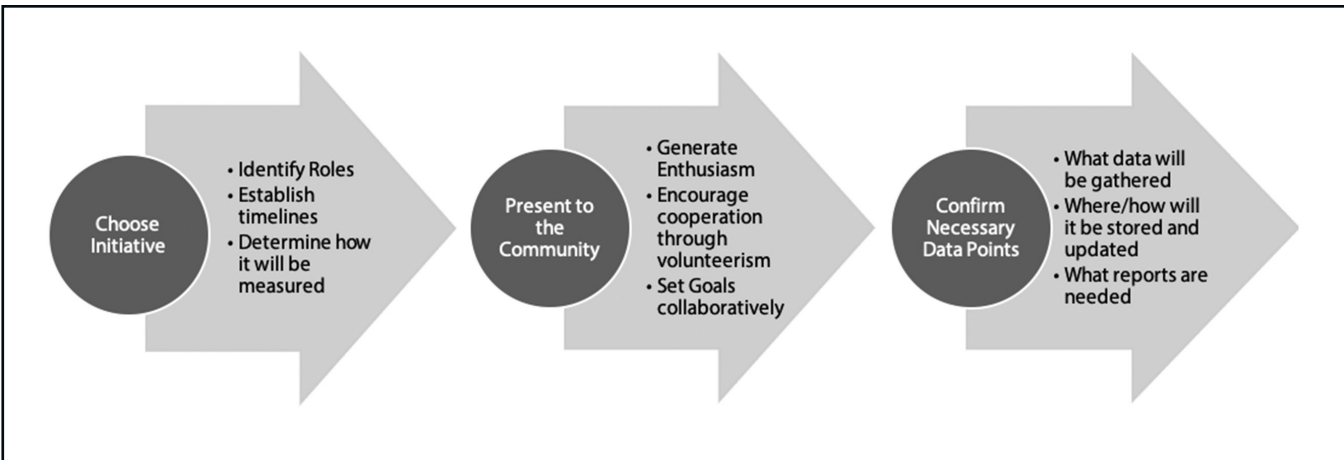 Choose
Initiative
• Identify Roles
• Establish
timelines
• Determine how
it will be
measured
Present to
the
Community
• Generate
Enthusiasm
• Encourage
cooperation
through
volunteerism
• Set Goals
collaboratively
Confirm
Necessary
Data Points
• What data will
be gathered
• Where/how will
it be stored and
updated
• What reports are
needed